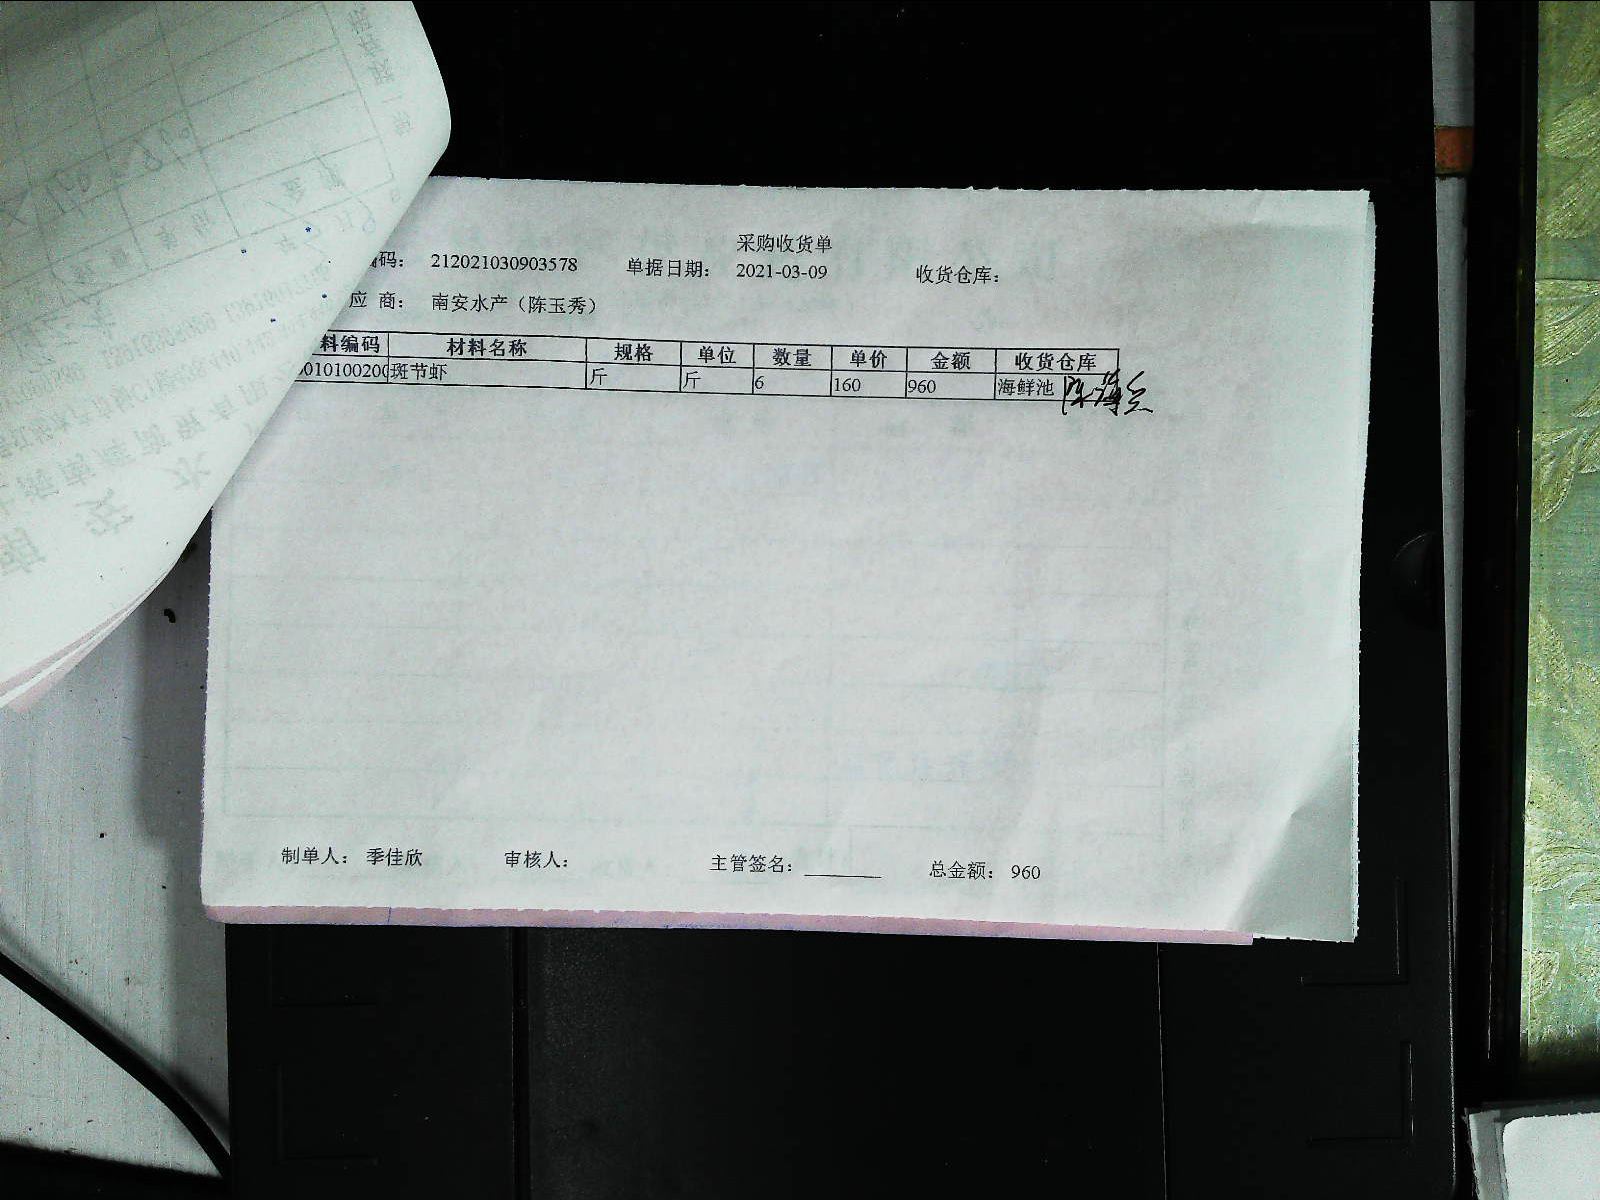 采购收货单
码： 212021030903578 单据日期： 2021-03-09 收货仓库：
应 商： 南安水产（陈玉秀）
料编码 材料名称 规格 单位 数量 单价 金额 收货仓库
01010020 斑节虾 斤 斤 6 160 960 海鲜池
制单人： 季佳欣 审核人： 主管签名： 总金额： 960